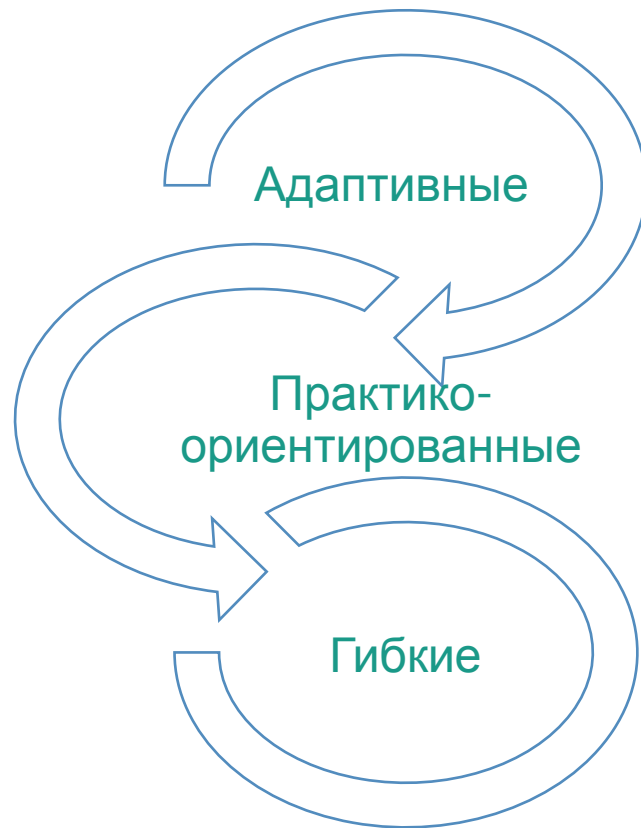 Адаптивные
Практико-
ориентированные
Гибкие